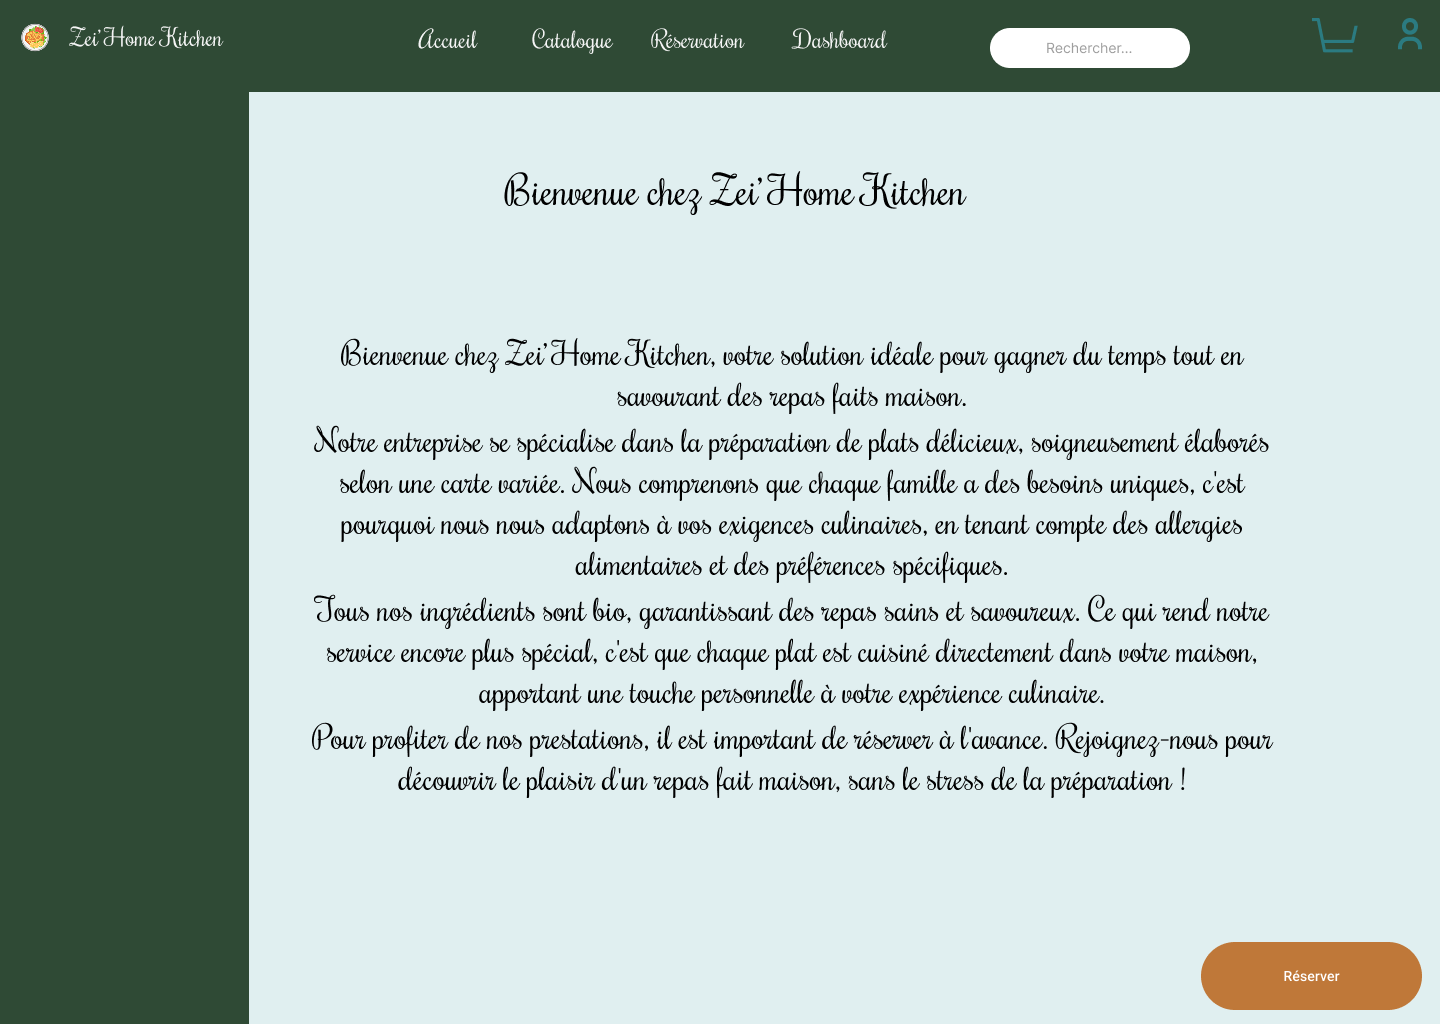 Zei'Home Kitchen
Accueil
Catalogue
Réservation
Dashboard
Rechercher...
Bienvenue chez Zei'Home Kitchen
Bienvenue chez Zei'Home Kitchen, votre solution idéale pour gagner du temps tout en
savourant des repas faits maison.
Notre entreprise se spécialise dans la préparation de plats délicieux, soigneusement élaborés
selon une carte variée. Nous comprenons que chaque famille a des besoins uniques, c'est
pourquoi nous nous adaptons à vos exigences culinaires, en tenant compte des allergies
alimentaires et des préférences spécifiques.
Tous nos ingrédients sont bio, garantissant des repas sains et savoureux. Ce qui rend notre
service encore plus spécial, c'est que chaque plat est cuisiné directement dans votre maison,
apportant une touche personnelle à votre expérience culinaire.
Pour profiter de nos prestations, il est important de réserver à l'avance. Rejoignez-nous pour
découvrir le plaisir d'un repas fait maison, sans le stress de la préparation !
Réserver